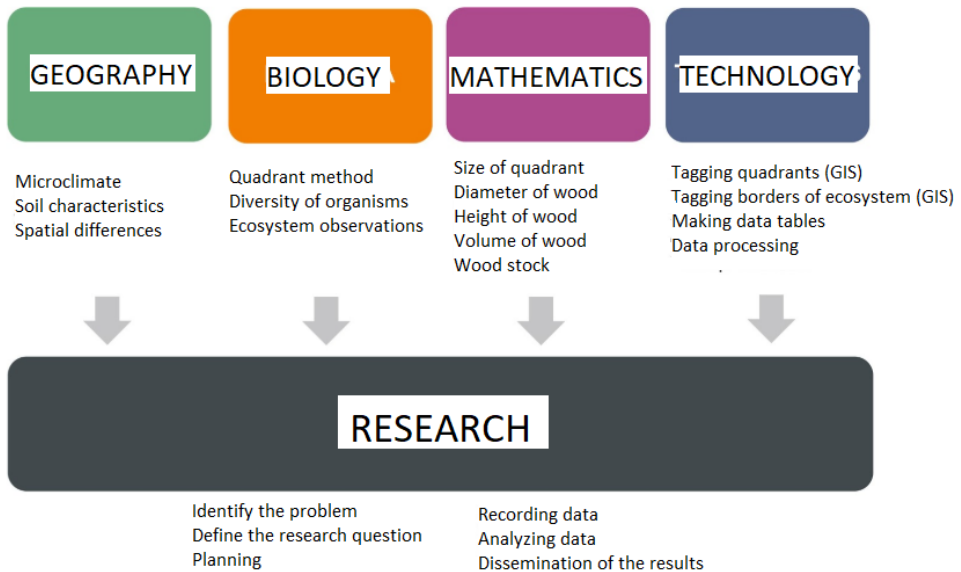 GEOGRAPHY
BIOLOGY
MATHEMATICS
TECHNOLOGY
Microclimate
Soil characteristics
Spatial differences
Quadrant method
Diversity of organisms
Ecosystem observations
Size of quadrant
Diameter of wood
Height of wood
Volume of wood
Wood stock
Tagging quadrants (GIS)
Tagging borders of ecosystem (GIS)
Making data tables
Data processing
.
RESEARCH
Identify the problem
Define the research question
Planning
Recording data
Analyzing data
Dissemination of the results